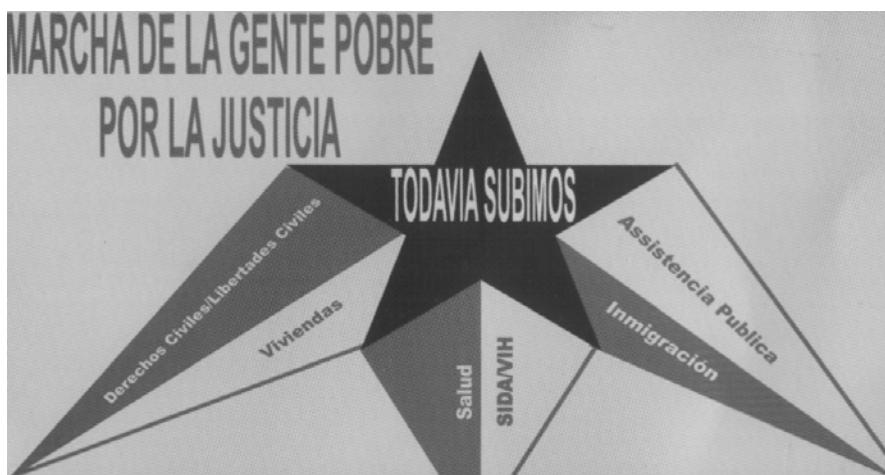 MARCHA DE LA GENTE POBRE
POR LA JUSTICIA
TODAVIA SUBIMOS
Derechos Civiles/Libertades Civiles
Viviendas
Salud
SIDA/VIH
Inmigración
Assistencia Publica